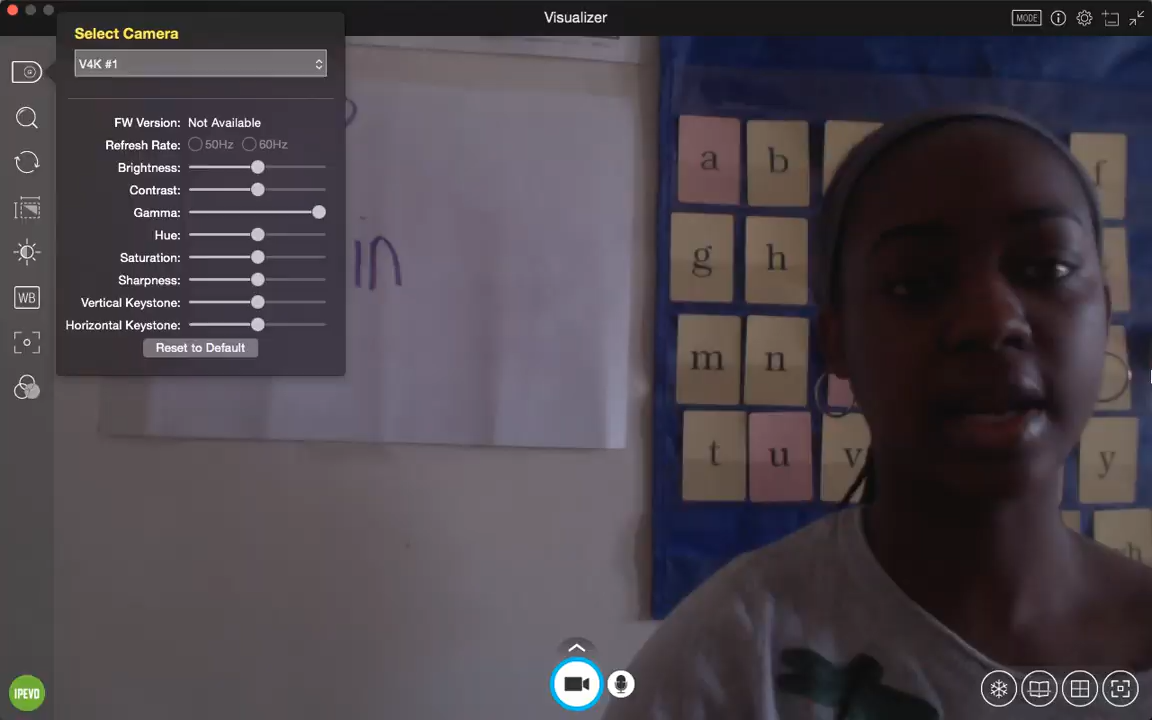 Visualizer
MODE
Select Camera
V4K #1
FW Version: Not Available
Refresh Rate: 50Hz 60Hz
Brightness:
Contrast:
Gamma:
Hue:
Saturation:
Sharpness:
Vertical Keystone:
Horizontal Keystone:
Reset to Default
WB
in
a b f
g h
m n
t u v y
h
IPEVO